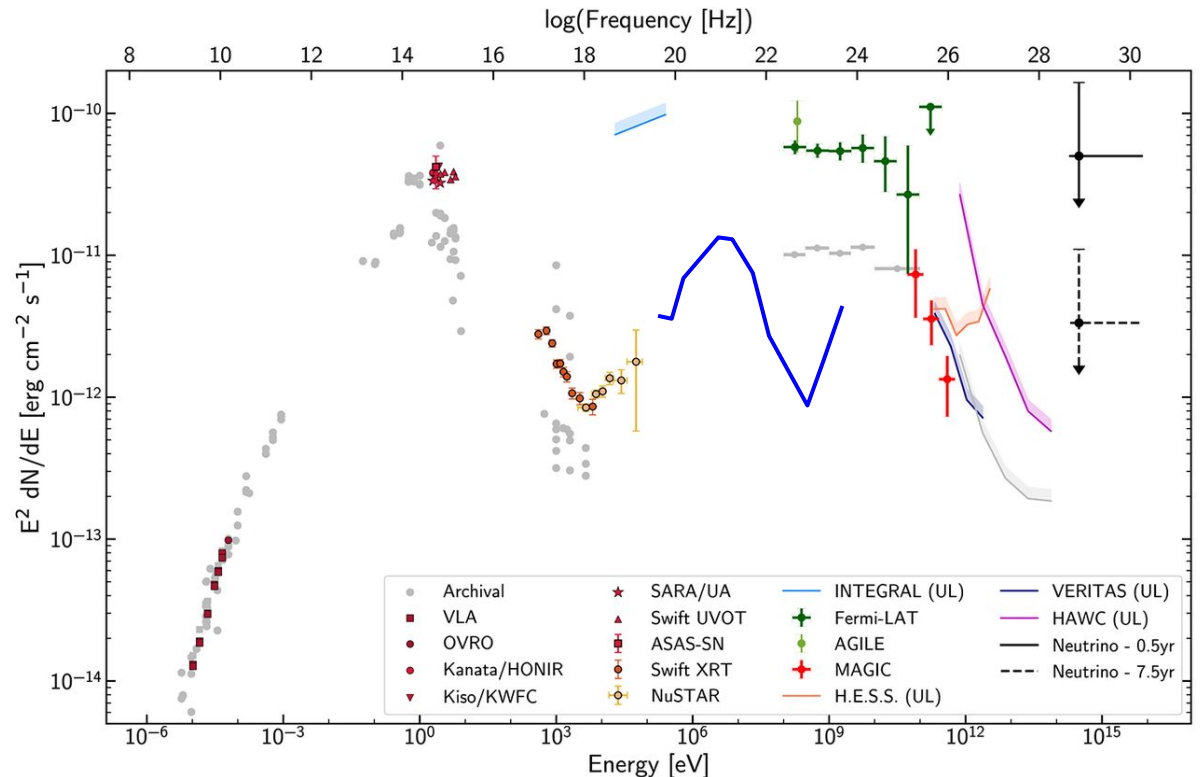 log(Frequency [Hz])
8 10 12 14 16 18 20 22 24 26 28 30
10⁻¹⁰
10⁻¹¹
10⁻¹²
10⁻¹³
10⁻¹⁴
E² dN/dE [erg cm⁻² s⁻¹]
Archival
VLA
OVRO
Kanata/HONIR
Kiso/KWFC
SARA/UA
Swift UVOT
ASAS-SN
Swift XRT
NuSTAR
INTEGRAL (UL)
Fermi-LAT
AGILE
MAGIC
H.E.S.S. (UL)
VERITAS (UL)
HAWC (UL)
Neutrino - 0.5yr
Neutrino - 7.5yr
10⁻⁶ 10⁻³ 10⁰ 10³ 10⁶ 10⁹ 10¹² 10¹⁵
Energy [eV]